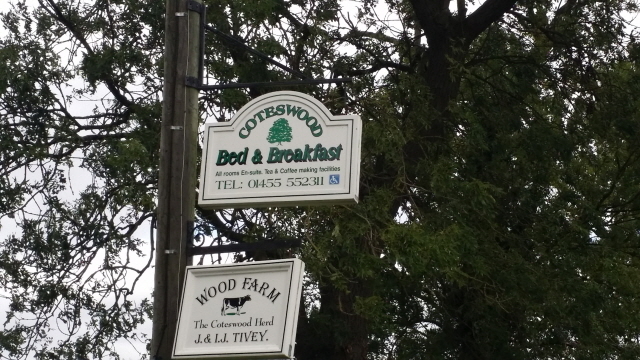 COTESWOOD
Bed & Breakfast
All rooms En-suite. Tea & Coffee making facilities
TEL: 01455 552311
WOOD FARM
The Coteswood Herd
J. & I.J. TIVEY.